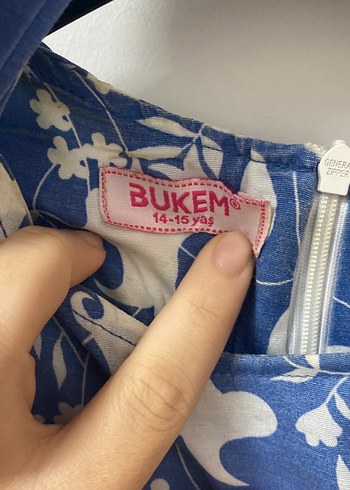 BUKEM®
14-15 yaş
GENERAL
ZIPPER